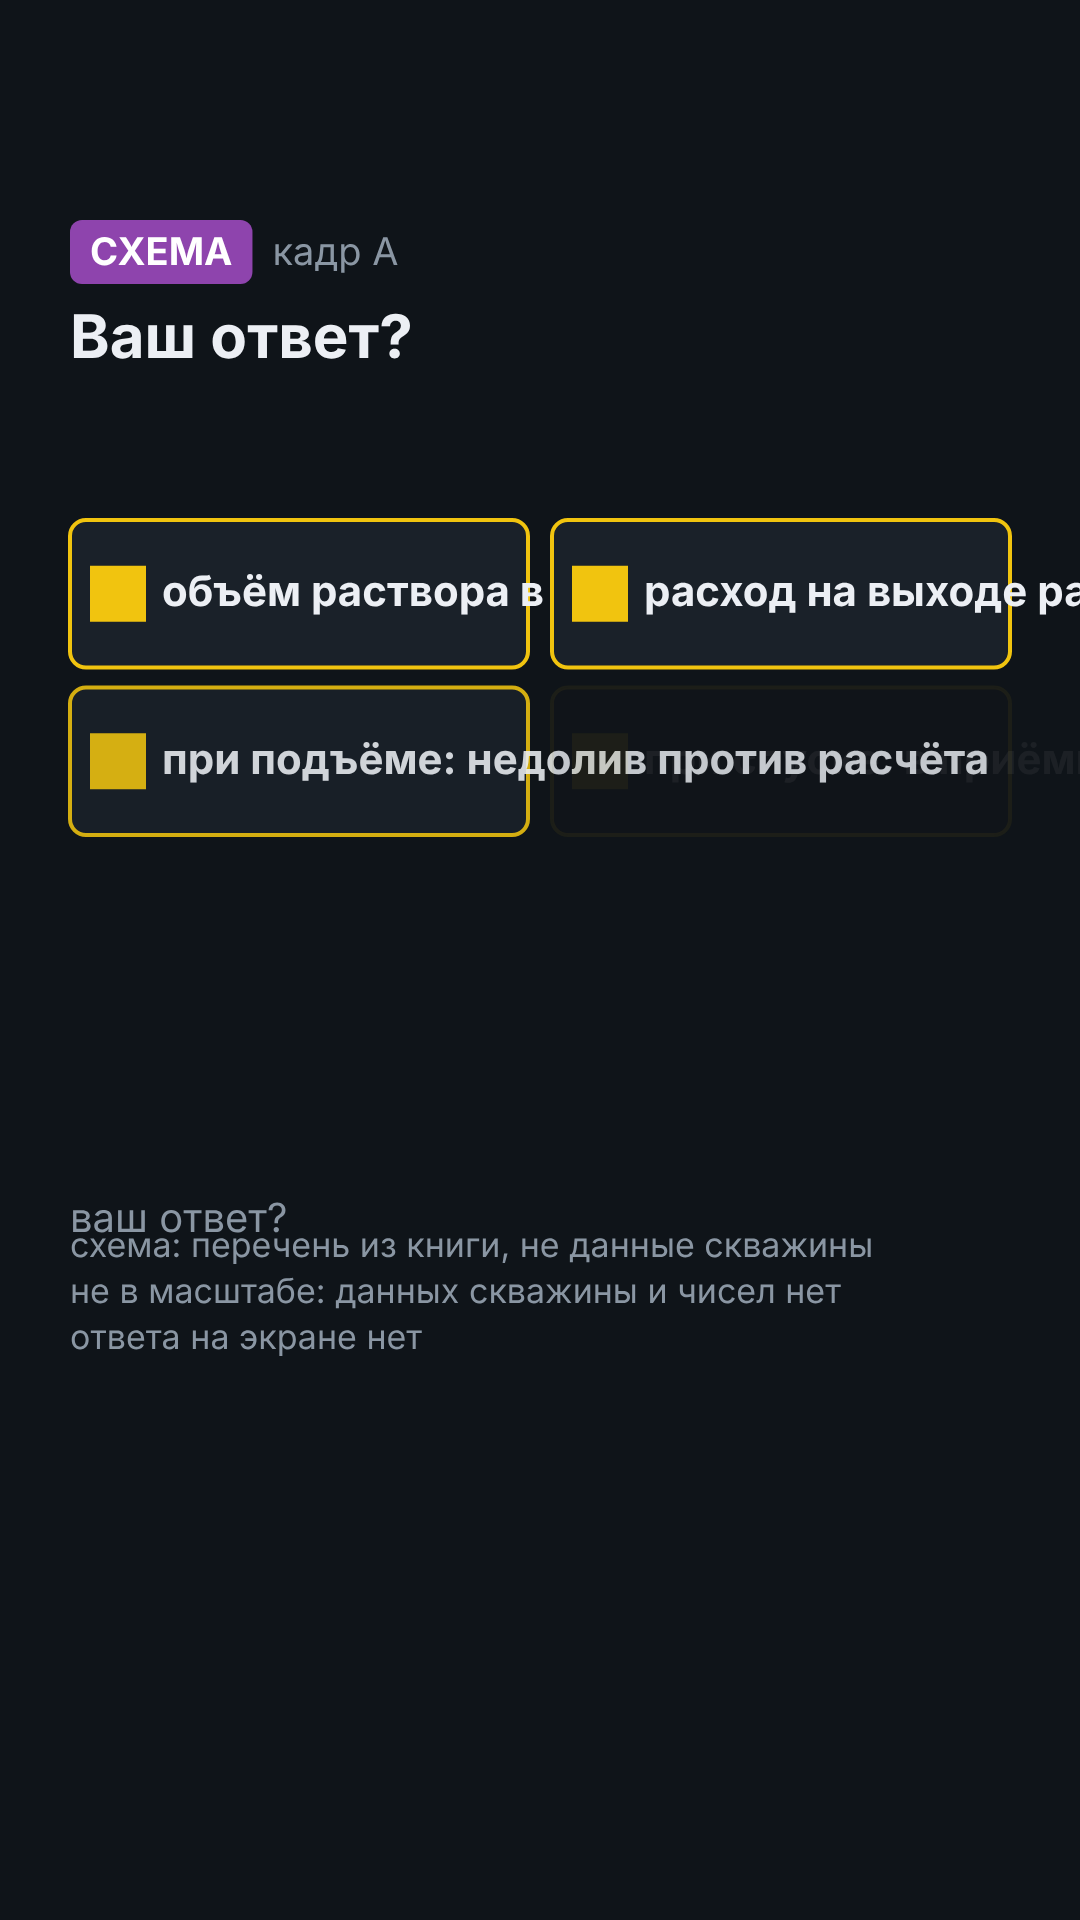 СХЕМА кадр А
Ваш ответ?
объём раствора в
расход на выходе
при подъёме: недолив против расчёта
ваш ответ?
схема: перечень из книги, не данные скважины
не в масштабе: данных скважины и чисел нет
ответа на экране нет